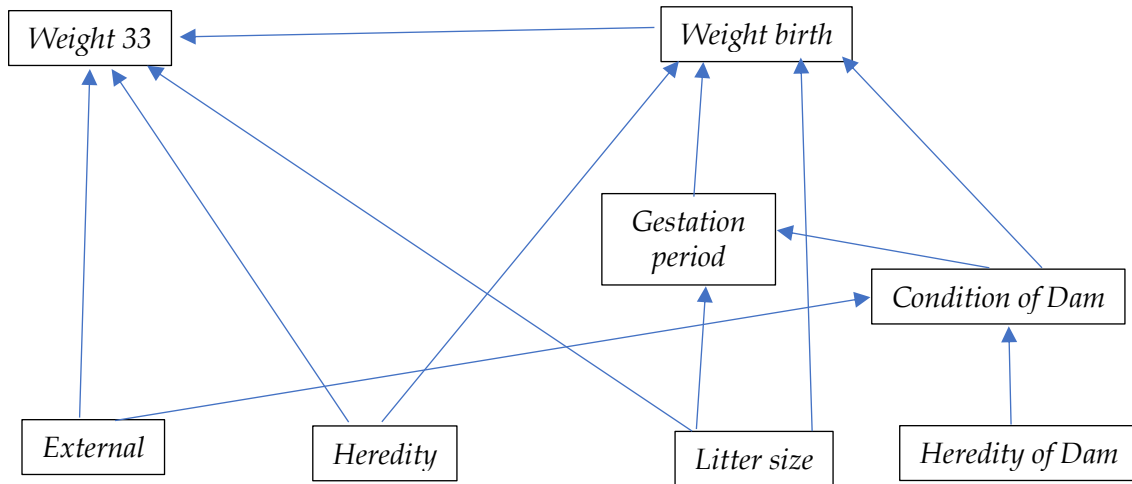 Weight 33
Weight birth
Gestation
period
Condition of Dam
External
Heredity
Litter size
Heredity of Dam